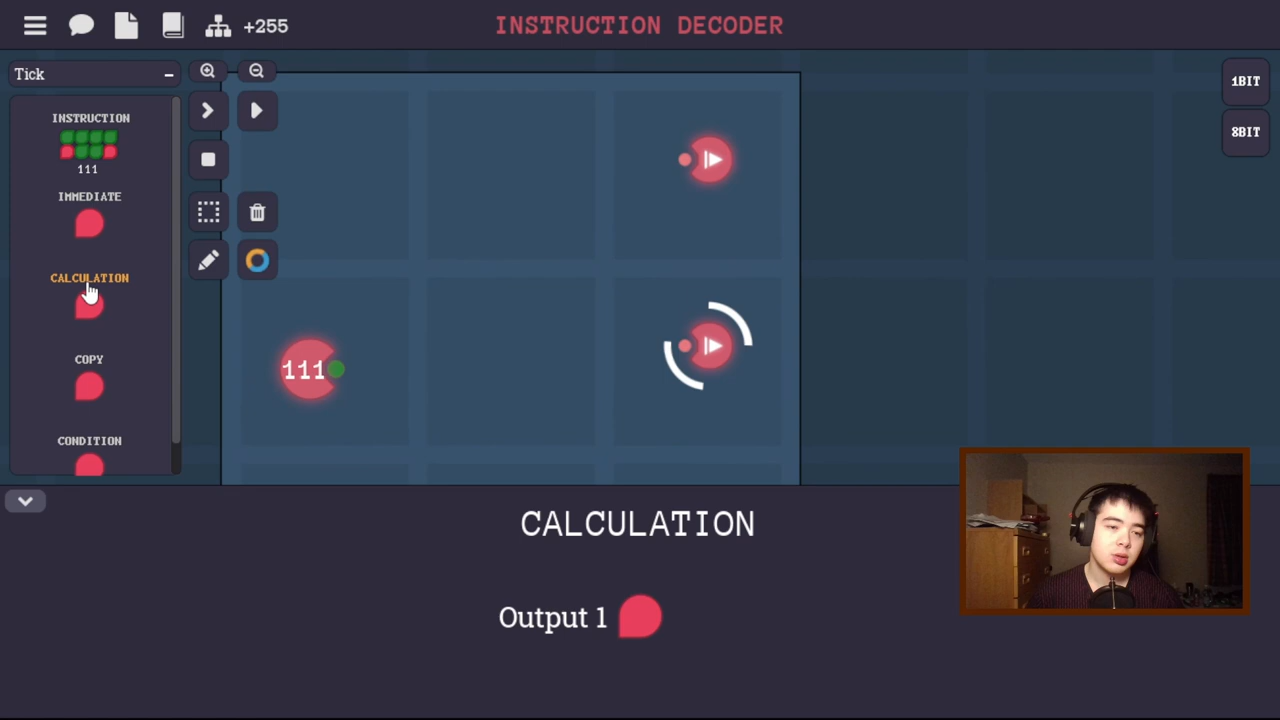 +255
INSTRUCTION DECODER
Tick
INSTRUCTION
111
IMMEDIATE
CALCULATION
COPY
CONDITION
111
1BIT
8BIT
CALCULATION
Output 1